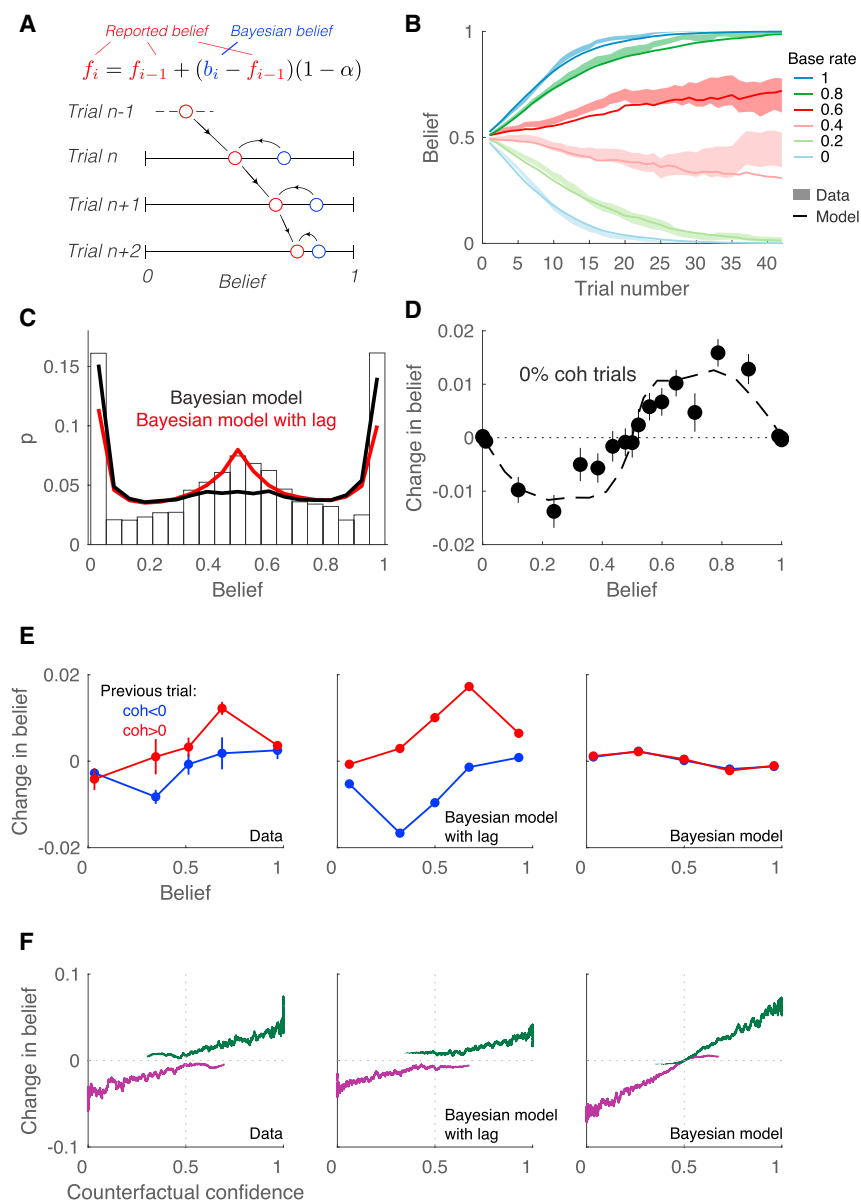 A
Reported belief
Bayesian belief
fᵢ = fᵢ₋₁ + (bᵢ − fᵢ₋₁)(1 − α)
Trial n-1
Trial n
Trial n+1
Trial n+2
0
Belief
1
B
1
0.5
1
Belief
0
5
10
15
20
25
30
35
40
Trial number
Base rate
1
0.8
0.6
0.4
0.2
0
Data
Model
C
0.15
0.1
0.05
0
p
Bayesian model
Bayesian model with lag
0
0.2
0.4
0.6
0.8
1
Belief
D
0.02
0.01
0
-0.01
-0.02
Change in belief
0% coh trials
0
0.2
0.4
0.6
0.8
1
Belief
E
0.02
0
-0.02
Change in belief
Previous trial:
coh<0
coh>0
Data
0
0.5
1
Belief
Bayesian model
with lag
0
0.5
1
Bayesian model
0
0.5
1
F
0.1
0
-0.1
Change in belief
Data
0
0.5
1
Counterfactual confidence
Bayesian model
with lag
0
0.5
1
Bayesian model
0
0.5
1